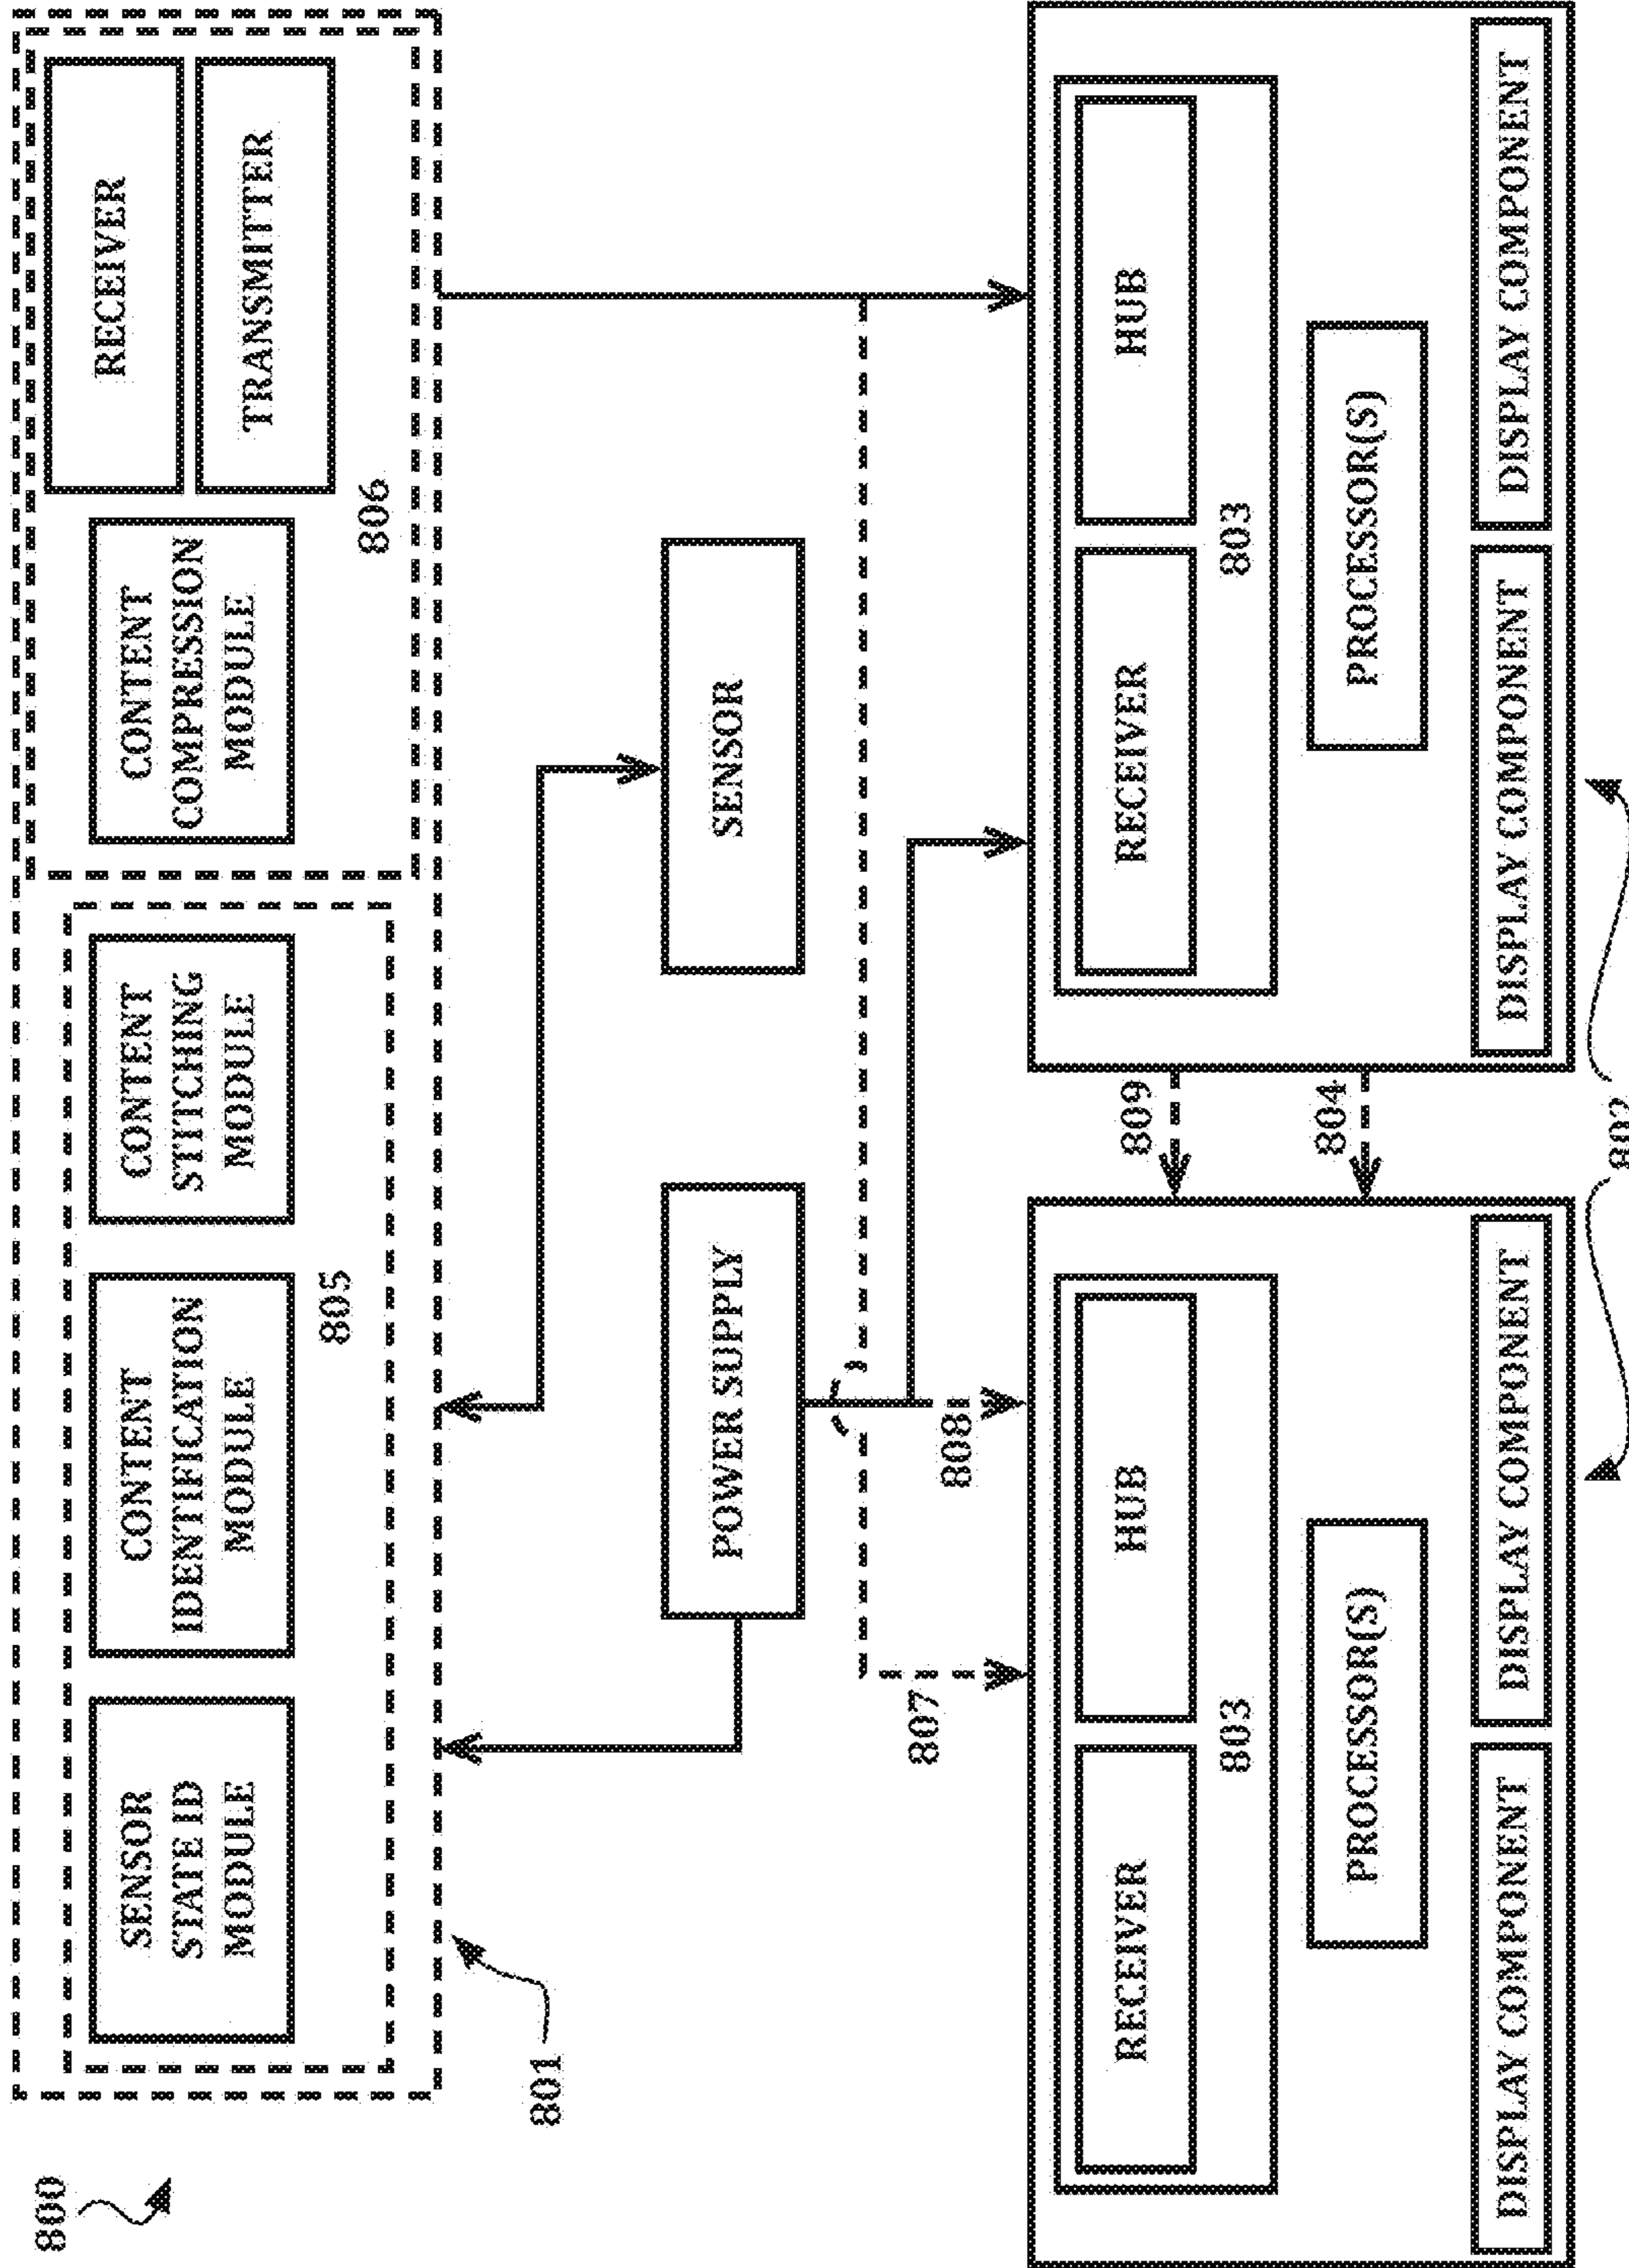 800
SENSOR
STATE ID
MODULE
CONTENT
IDENTIFICATION
MODULE
CONTENT
STITCHING
MODULE
805
CONTENT
COMPRESSION
MODULE
RECEIVER
TRANSMITTER
806
801
POWER SUPPLY
SENSOR
807
808
RECEIVER
HUB
803
PROCESSOR(S)
DISPLAY COMPONENT
DISPLAY COMPONENT
809
804
RECEIVER
HUB
803
PROCESSOR(S)
DISPLAY COMPONENT
DISPLAY COMPONENT
802